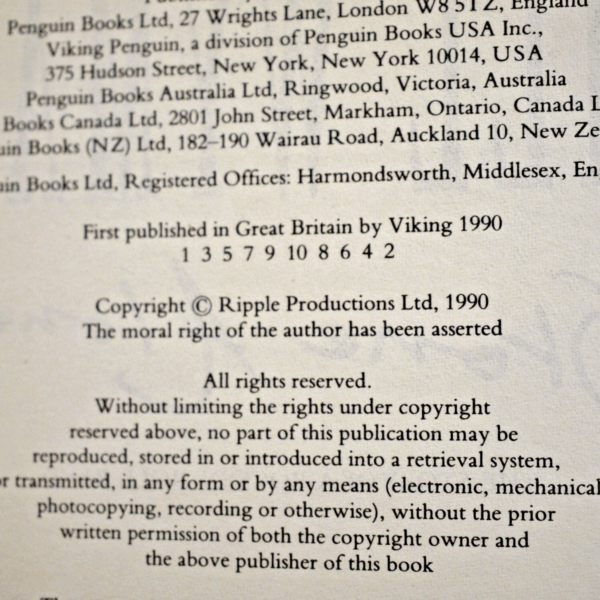 Penguin Books Ltd, 27 Wrights Lane, London W8 5TZ, England
Viking Penguin, a division of Penguin Books USA Inc.,
375 Hudson Street, New York, New York 10014, USA
Penguin Books Australia Ltd, Ringwood, Victoria, Australia
Books Canada Ltd, 2801 John Street, Markham, Ontario, Canada L
uin Books (NZ) Ltd, 182–190 Wairau Road, Auckland 10, New Ze
in Books Ltd, Registered Offices: Harmondsworth, Middlesex, En
First published in Great Britain by Viking 1990
1 3 5 7 9 10 8 6 4 2
Copyright © Ripple Productions Ltd, 1990
The moral right of the author has been asserted
All rights reserved.
Without limiting the rights under copyright
reserved above, no part of this publication may be
reproduced, stored in or introduced into a retrieval system,
or transmitted, in any form or by any means (electronic, mechanical
photocopying, recording or otherwise), without the prior
written permission of both the copyright owner and
the above publisher of this book